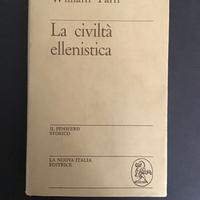 William Tarn
La civiltà
ellenistica
IL PENSIERO
STORICO
LA NUOVA ITALIA
EDITRICE